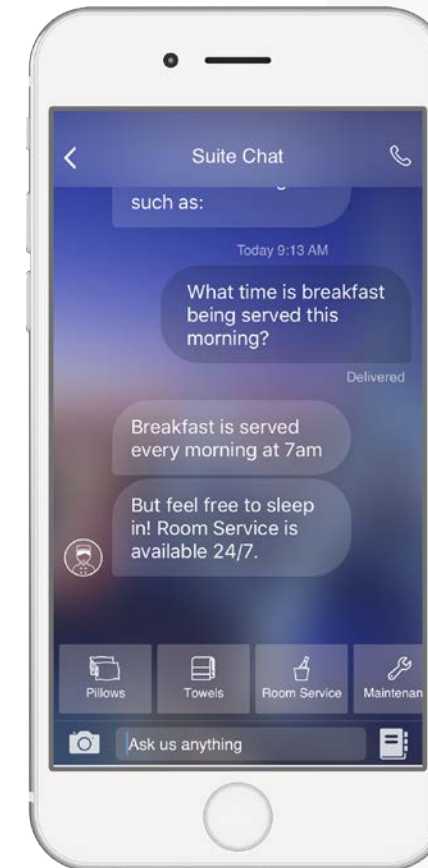 Suite Chat
such as:
Today 9:13 AM
What time is breakfast
being served this
morning?
Delivered
Breakfast is served
every morning at 7am
But feel free to sleep
in! Room Service is
available 24/7.
Pillows
Towels
Room Service
Maintenan
Ask us anything